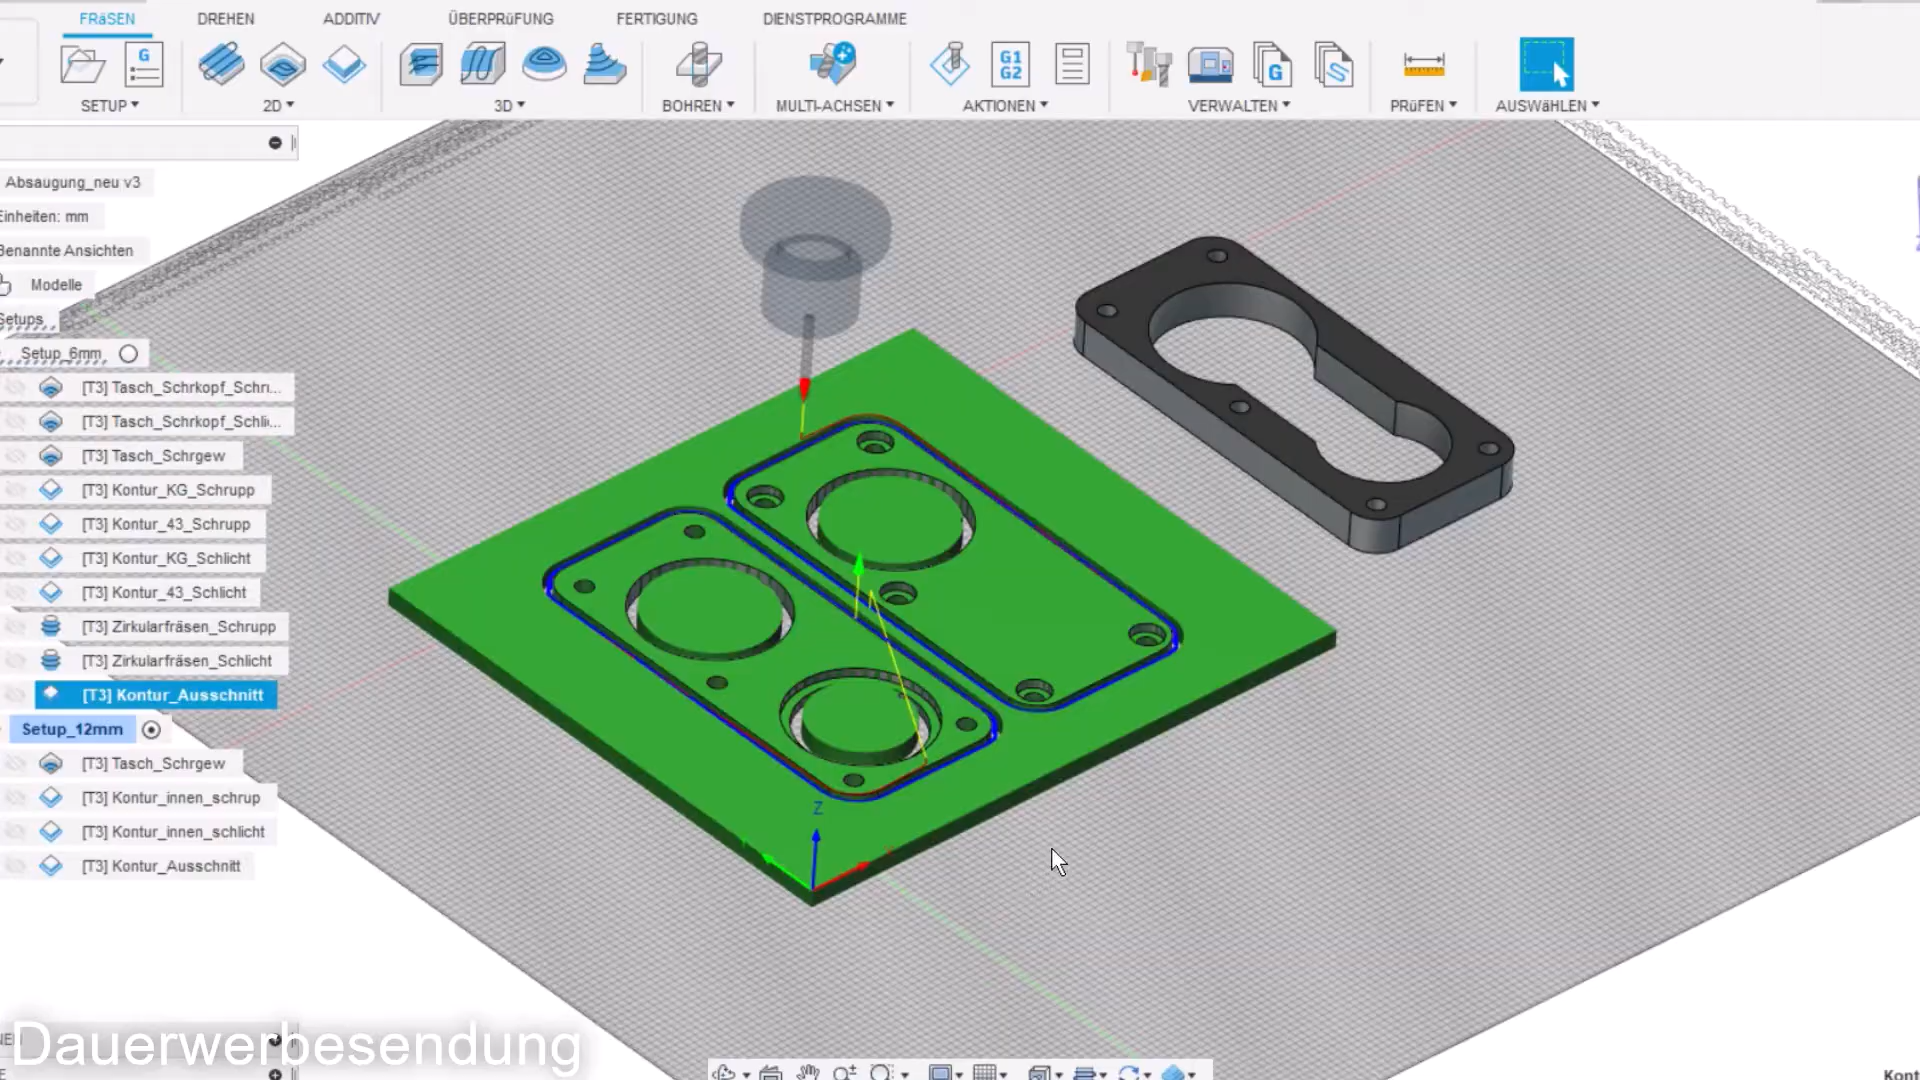 FRäSEN DREHEN ADDITIV ÜBERPRüFUNG FERTIGUNG DIENSTPROGRAMME
G G1 G2 G S
SETUP 2D 3D BOHREN MULTI-ACHSEN AKTIONEN VERWALTEN PRüFEN AUSWäHLEN
Absaugung_neu v3
Einheiten: mm
Benannte Ansichten
Modelle
Setups
Setup_6mm
[T3] Tasch_Schrkopf_Schru...
[T3] Tasch_Schrkopf_Schli...
[T3] Tasch_Schrgew
[T3] Kontur_KG_Schrupp
[T3] Kontur_43_Schrupp
[T3] Kontur_KG_Schlicht
[T3] Kontur_43_Schlicht
[T3] Zirkularfräsen_Schrupp
[T3] Zirkularfräsen_Schlicht
[T3] Kontur_Ausschnitt
Setup_12mm
[T3] Tasch_Schrgew
[T3] Kontur_innen_schrup
[T3] Kontur_innen_schlicht
[T3] Kontur_Ausschnitt
Z
Dauerwerbesendung
Kont